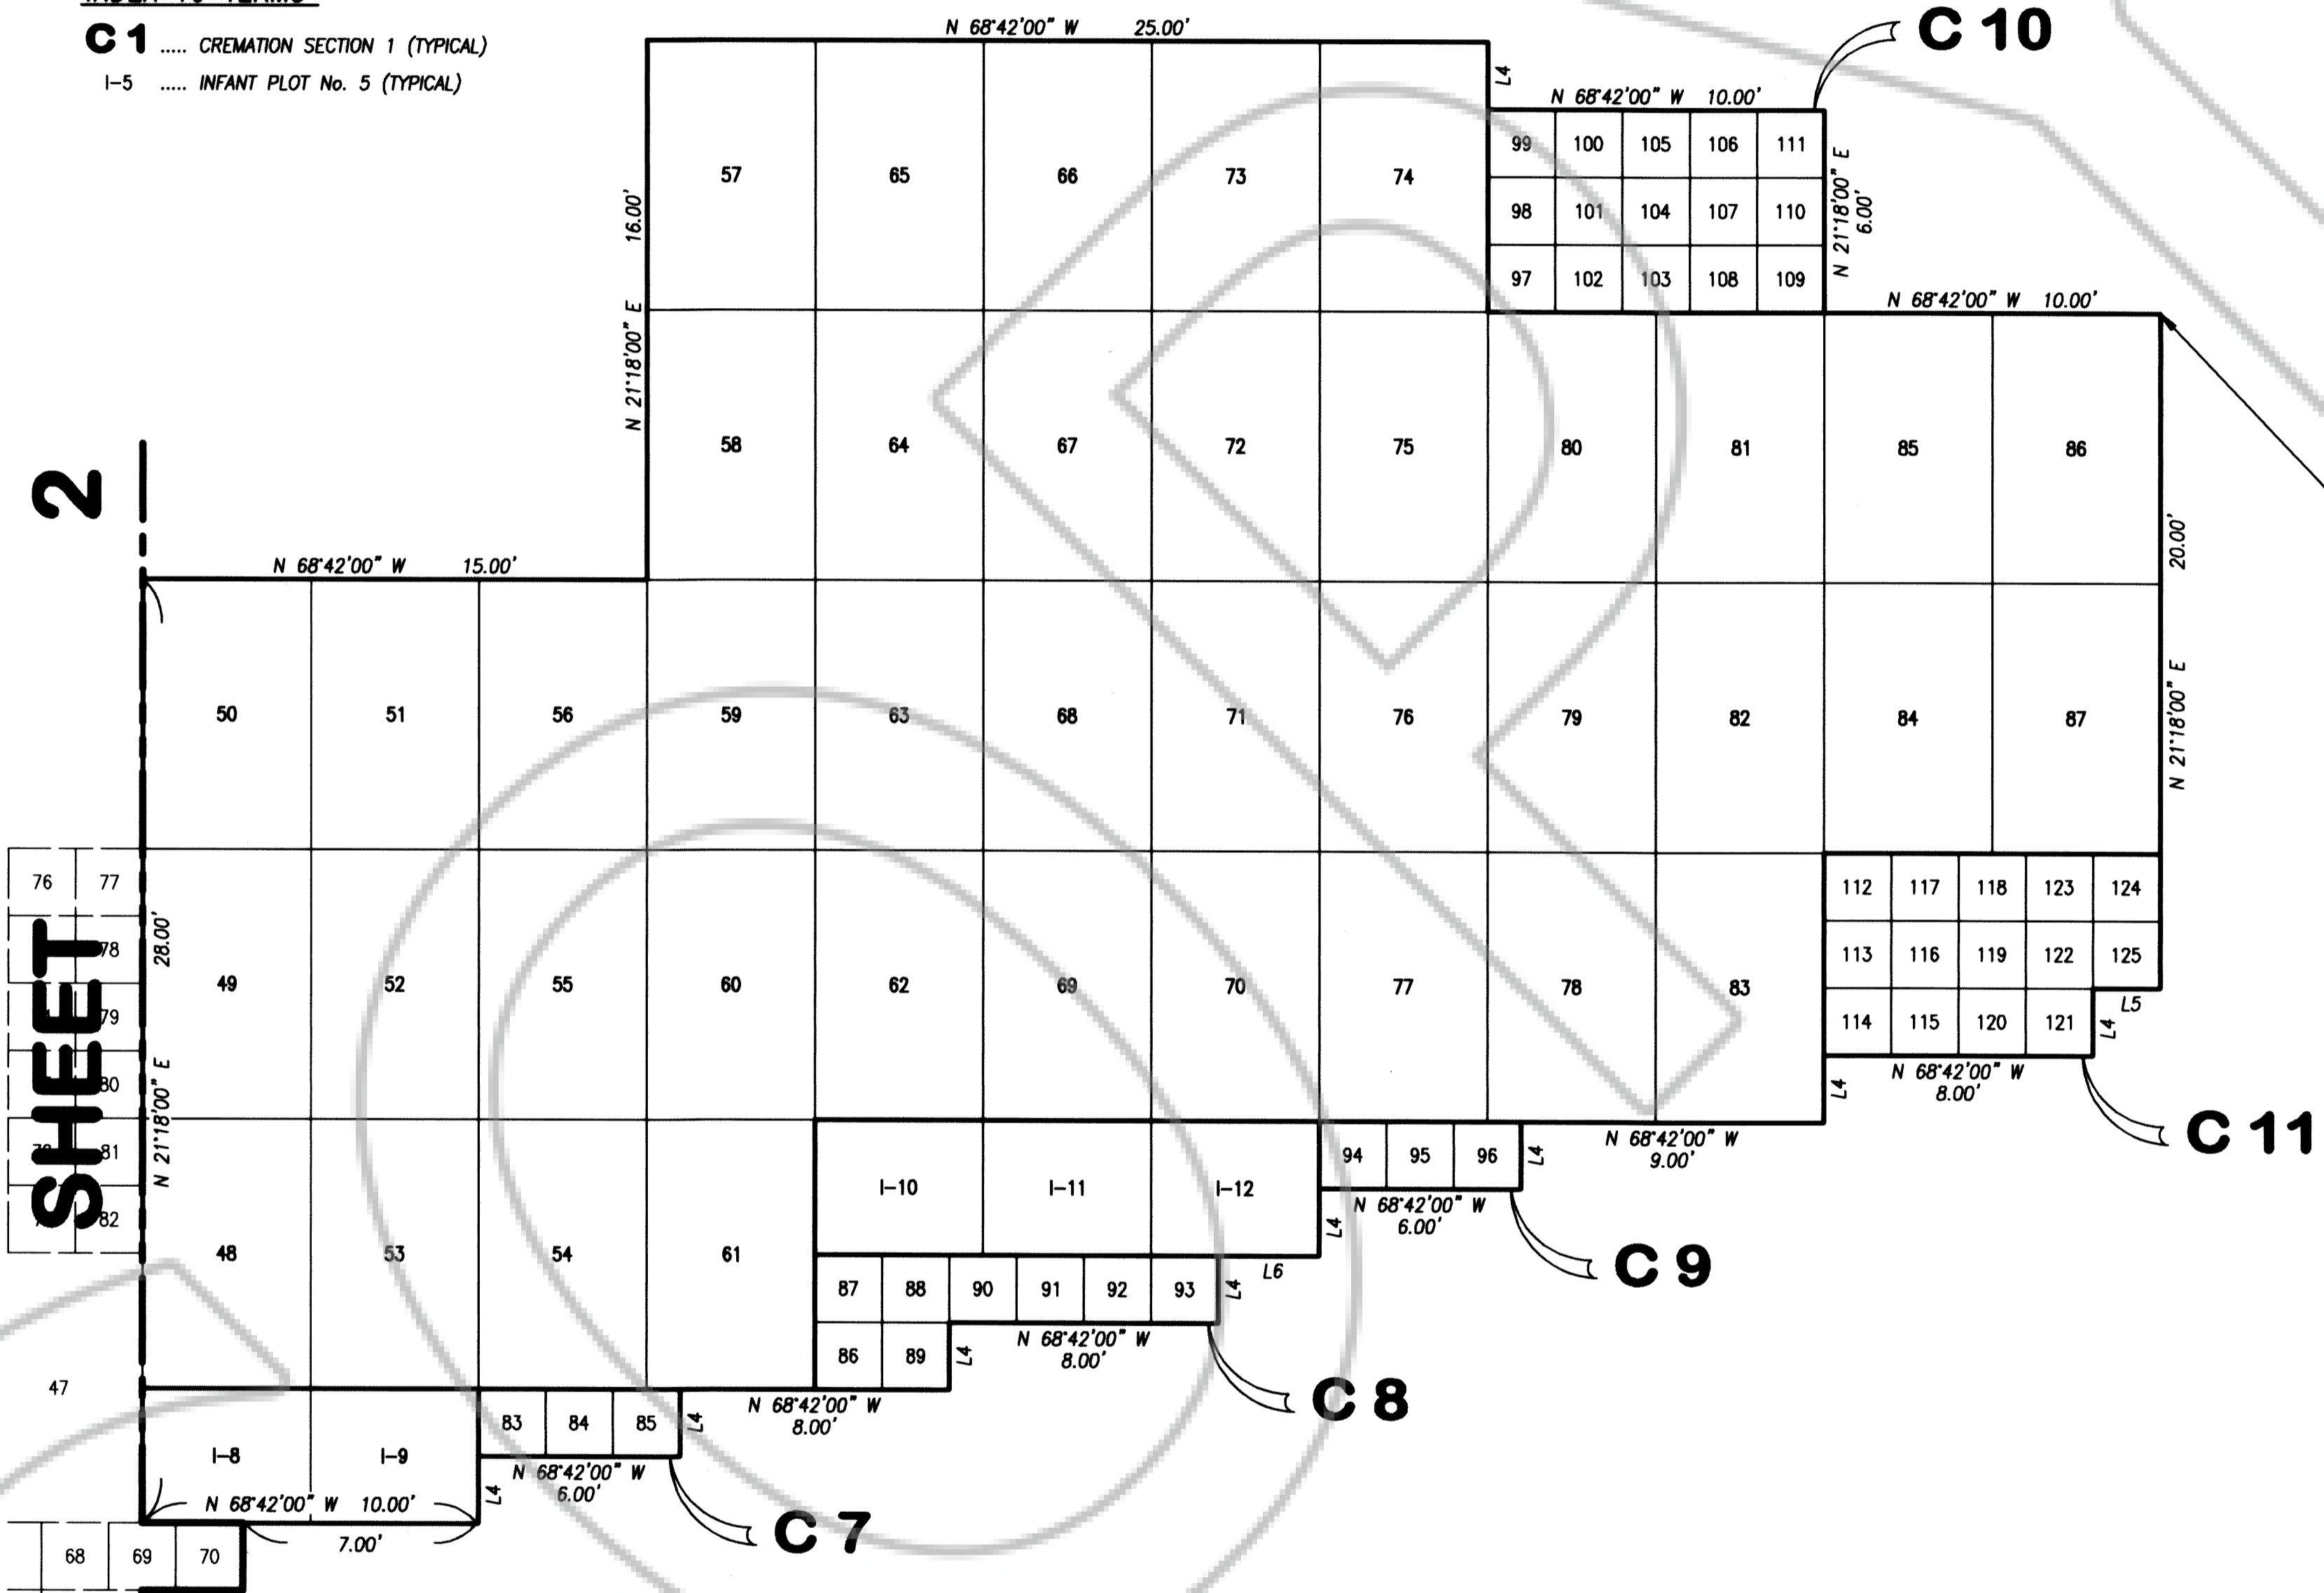 C 1 ..... CREMATION SECTION 1 (TYPICAL)
I-5 ..... INFANT PLOT No. 5 (TYPICAL)
N 68°42'00" W 25.00'
C 10
L4
N 68°42'00" W 10.00'
99 100 105 106 111
57 65 66 73 74
98 101 104 107 110
N 21°18'00" E
6.00'
97 102 103 108 109
N 21°18'00" E 16.00'
N 68°42'00" W 10.00'
58 64 67 72 75 80 81 85 86
N 21°18'00" E 20.00'
SHEET 2
N 68°42'00" W 15.00'
50 51 56 59 63 68 71 76 79 82 84 87
76 77
78
79
80
81
82
N 21°18'00" E 28.00'
112 117 118 123 124
113 116 119 122 125
114 115 120 121
L5
L4
49 52 55 60 62 69 70 77 78 83
L4
N 68°42'00" W
8.00'
C 11
94 95 96
L4
N 68°42'00" W
9.00'
I-10 I-11 I-12
L4
N 68°42'00" W
6.00'
C 9
48 53 54 61
L6
87 88 90 91 92 93
L4
86 89
L4
N 68°42'00" W
8.00'
C 8
47
N 68°42'00" W
8.00'
83 84 85
L4
I-8 I-9
N 68°42'00" W
6.00'
L4
N 68°42'00" W 10.00'
7.00'
C 7
68 69 70